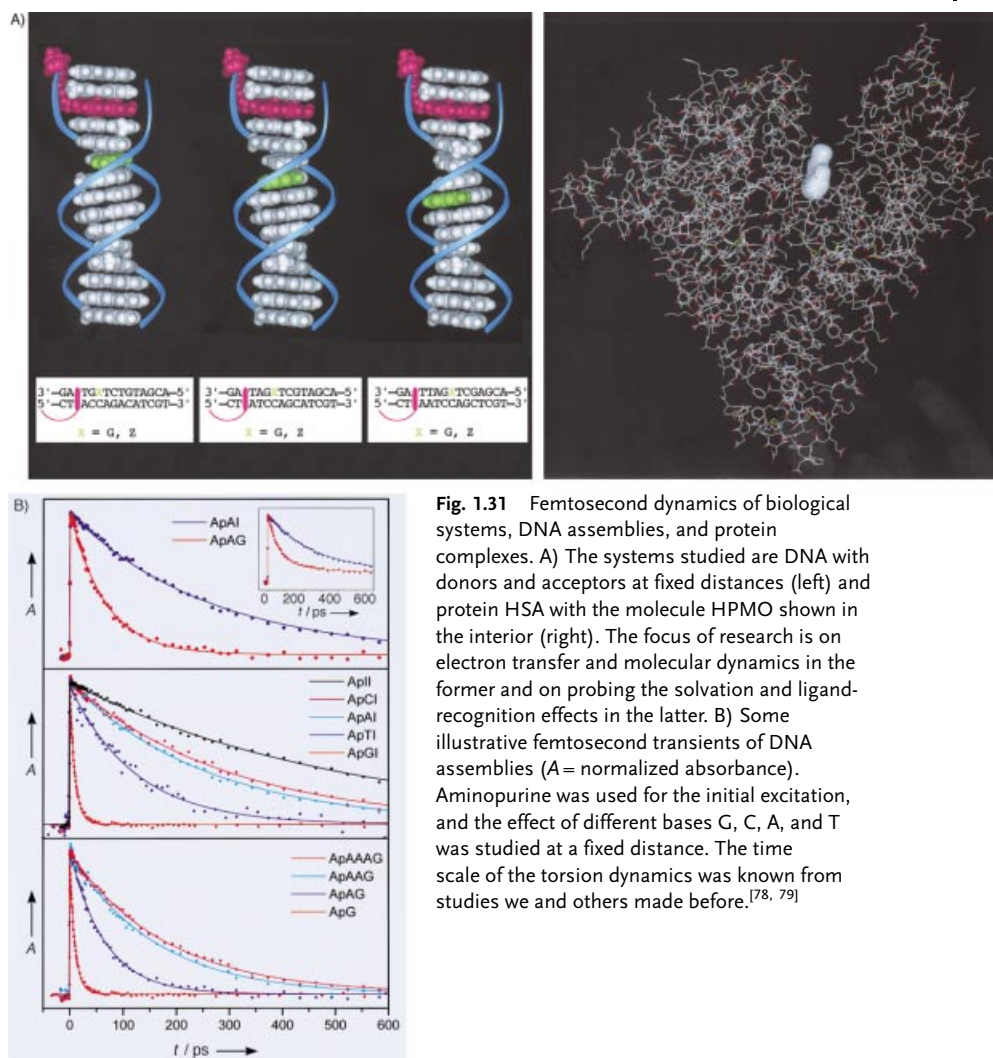 A)
3'-GA TGXTCTGTAGCA-5'
5'-CT ACCAGACATCGT-3'
X = G, Z
3'-GA TAGXTCGTAGCA-5'
5'-CT ATCCAGCATCGT-3'
X = G, Z
3'-GA TTAGXTCGAGCA-5'
5'-CT AATCCAGCTCGT-3'
X = G, Z
B)
ApAI
ApAG
0 200 400 600
t / ps
A
ApII
ApCI
ApAI
ApTI
ApGI
A
ApAAAG
ApAAG
ApAG
ApG
A
0 100 200 300 400 500 600
t / ps
Fig. 1.31 Femtosecond dynamics of biological
systems, DNA assemblies, and protein
complexes. A) The systems studied are DNA with
donors and acceptors at fixed distances (left) and
protein HSA with the molecule HPMO shown in
the interior (right). The focus of research is on
electron transfer and molecular dynamics in the
former and on probing the solvation and ligand-
recognition effects in the latter. B) Some
illustrative femtosecond transients of DNA
assemblies (A = normalized absorbance).
Aminopurine was used for the initial excitation,
and the effect of different bases G, C, A, and T
was studied at a fixed distance. The time
scale of the torsion dynamics was known from
studies we and others made before.[78, 79]